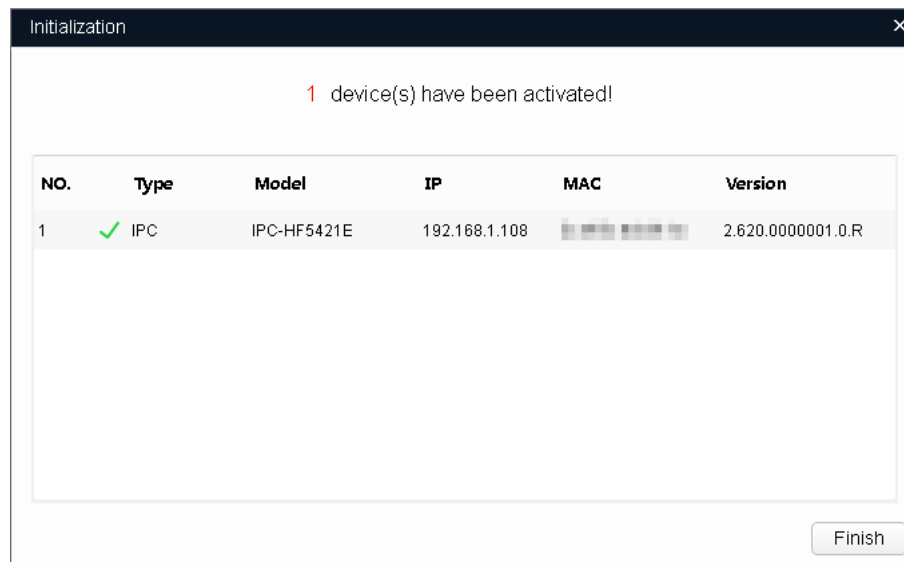 Initialization
1 device(s) have been activated!
NO. Type Model IP MAC Version
1 IPC IPC-HF5421E 192.168.1.108 2.620.0000001.0.R
Finish